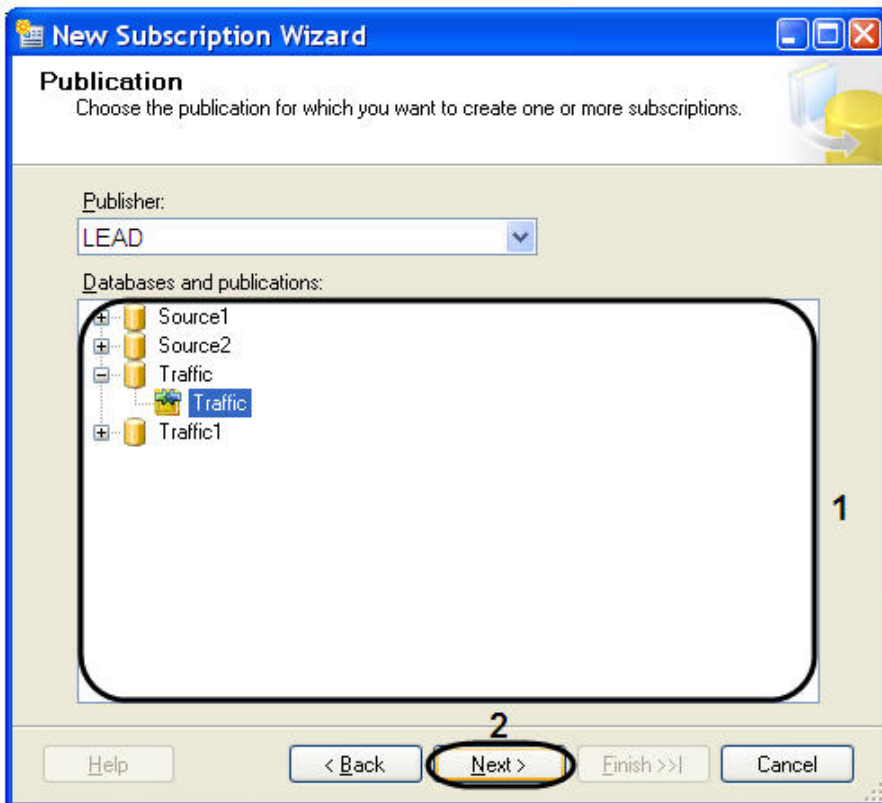 New Subscription Wizard
Publication
Choose the publication for which you want to create one or more subscriptions.
Publisher:
LEAD
Databases and publications:
Source1
Source2
Traffic
Traffic
Traffic1
1
2
Help
< Back
Next >
Finish >>|
Cancel